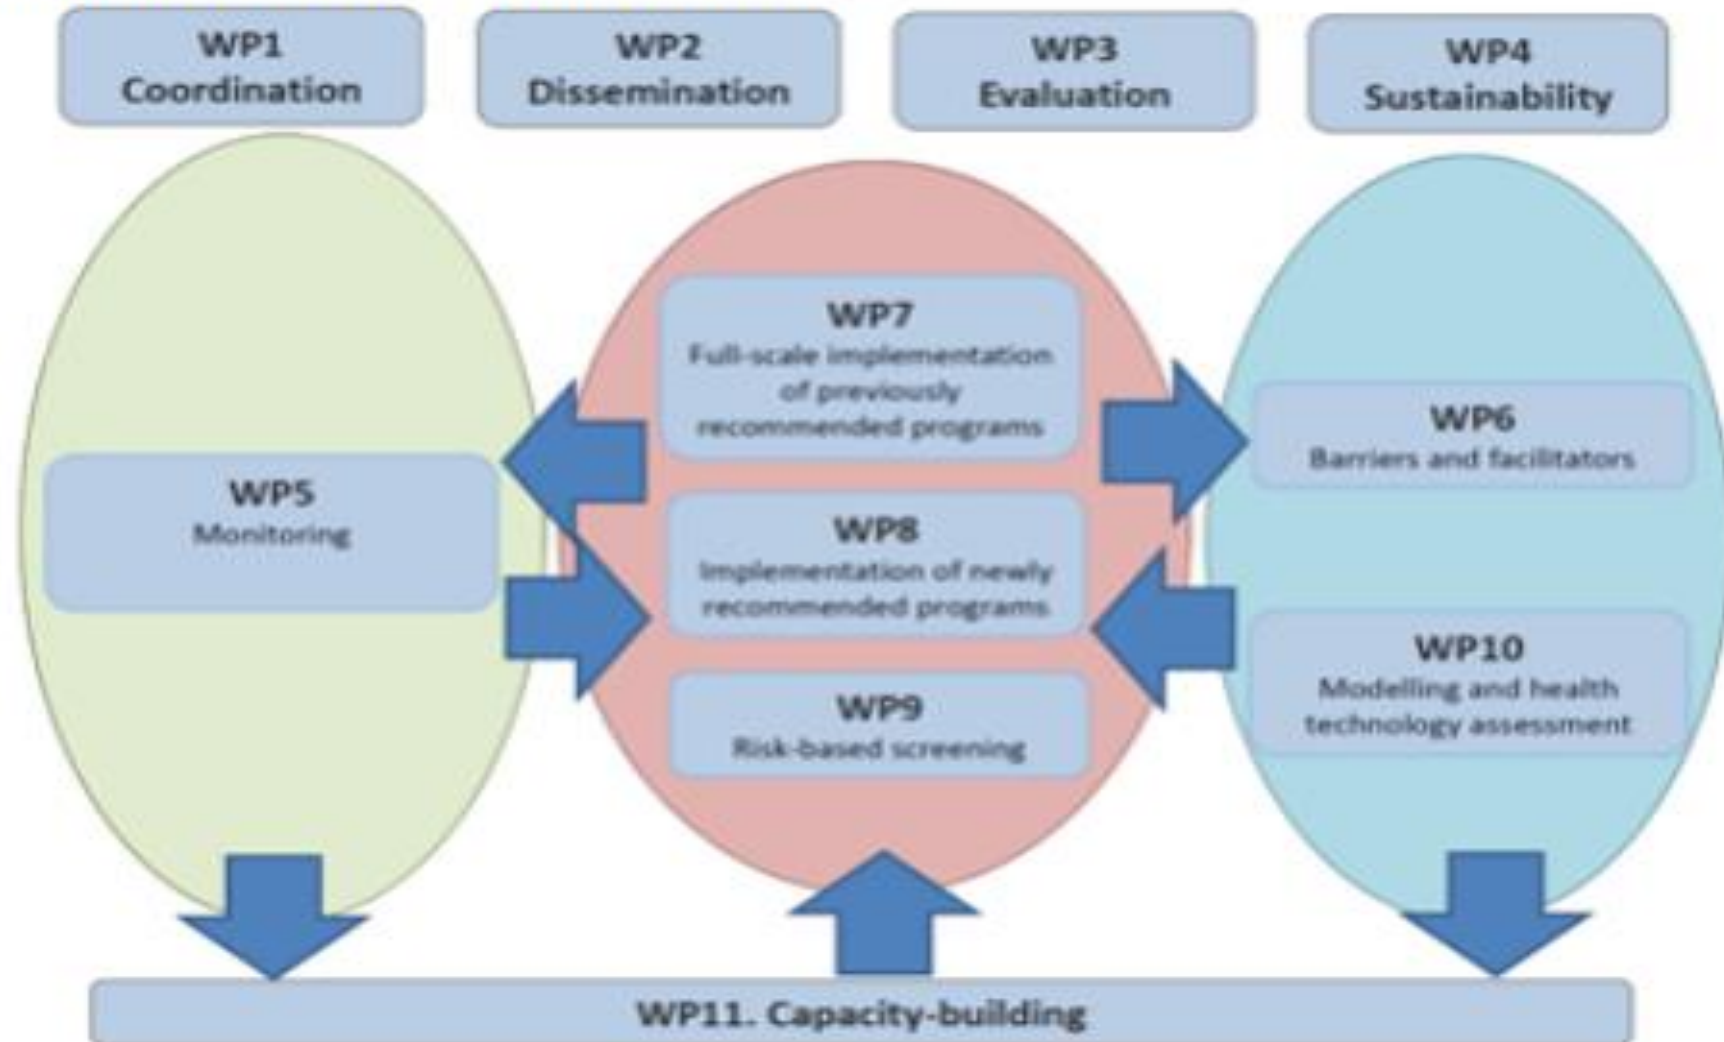 WP1
Coordination
WP2
Dissemination
WP3
Evaluation
WP4
Sustainability
WP5
Monitoring
WP7
Full-scale implementation
of previously
recommended programs
WP8
Implementation of newly
recommended programs
WP9
Risk-based screening
WP6
Barriers and facilitators
WP10
Modelling and health
technology assessment
WP11. Capacity-building